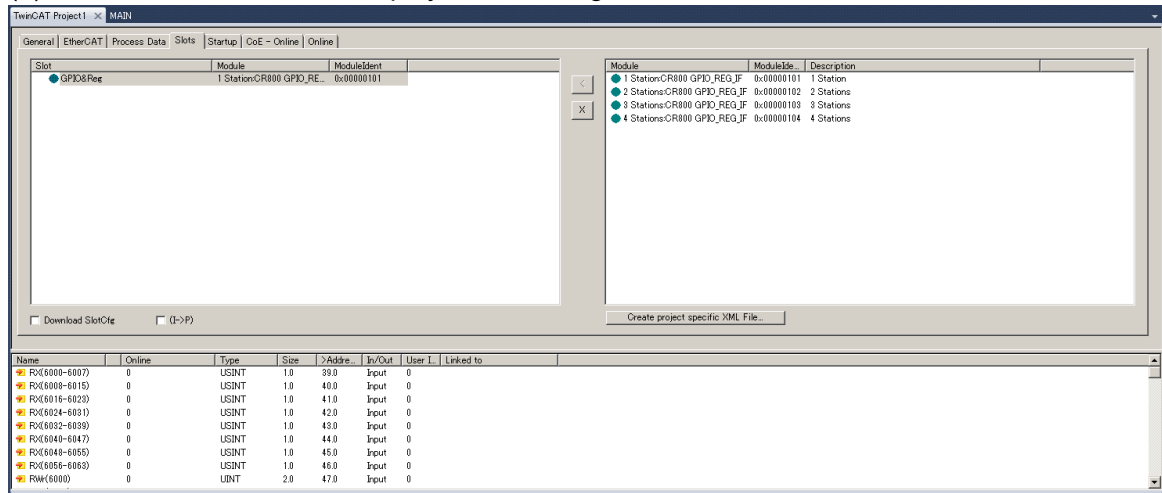 TwinCAT Project1 MAIN
General EtherCAT Process Data Slots Startup CoE - Online Online
Slot Module ModuleIdent
GPIO&Reg 1 Station:CR800 GPIO_RE... 0x00000101
< X
Module ModuleIde... Description
1 Station:CR800 GPIO_REG_IF 0x00000101 1 Station
2 Stations:CR800 GPIO_REG_IF 0x00000102 2 Stations
3 Stations:CR800 GPIO_REG_IF 0x00000103 3 Stations
4 Stations:CR800 GPIO_REG_IF 0x00000104 4 Stations
Download SlotCfg (I->P)
Create project specific XML File...
Name Online Type Size >Addre... In/Out User I... Linked to
RX(6000-6007) 0 USINT 1.0 39.0 Input 0
RX(6008-6015) 0 USINT 1.0 40.0 Input 0
RX(6016-6023) 0 USINT 1.0 41.0 Input 0
RX(6024-6031) 0 USINT 1.0 42.0 Input 0
RX(6032-6039) 0 USINT 1.0 43.0 Input 0
RX(6040-6047) 0 USINT 1.0 44.0 Input 0
RX(6048-6055) 0 USINT 1.0 45.0 Input 0
RX(6056-6063) 0 USINT 1.0 46.0 Input 0
RWr(6000) 0 UINT 2.0 47.0 Input 0